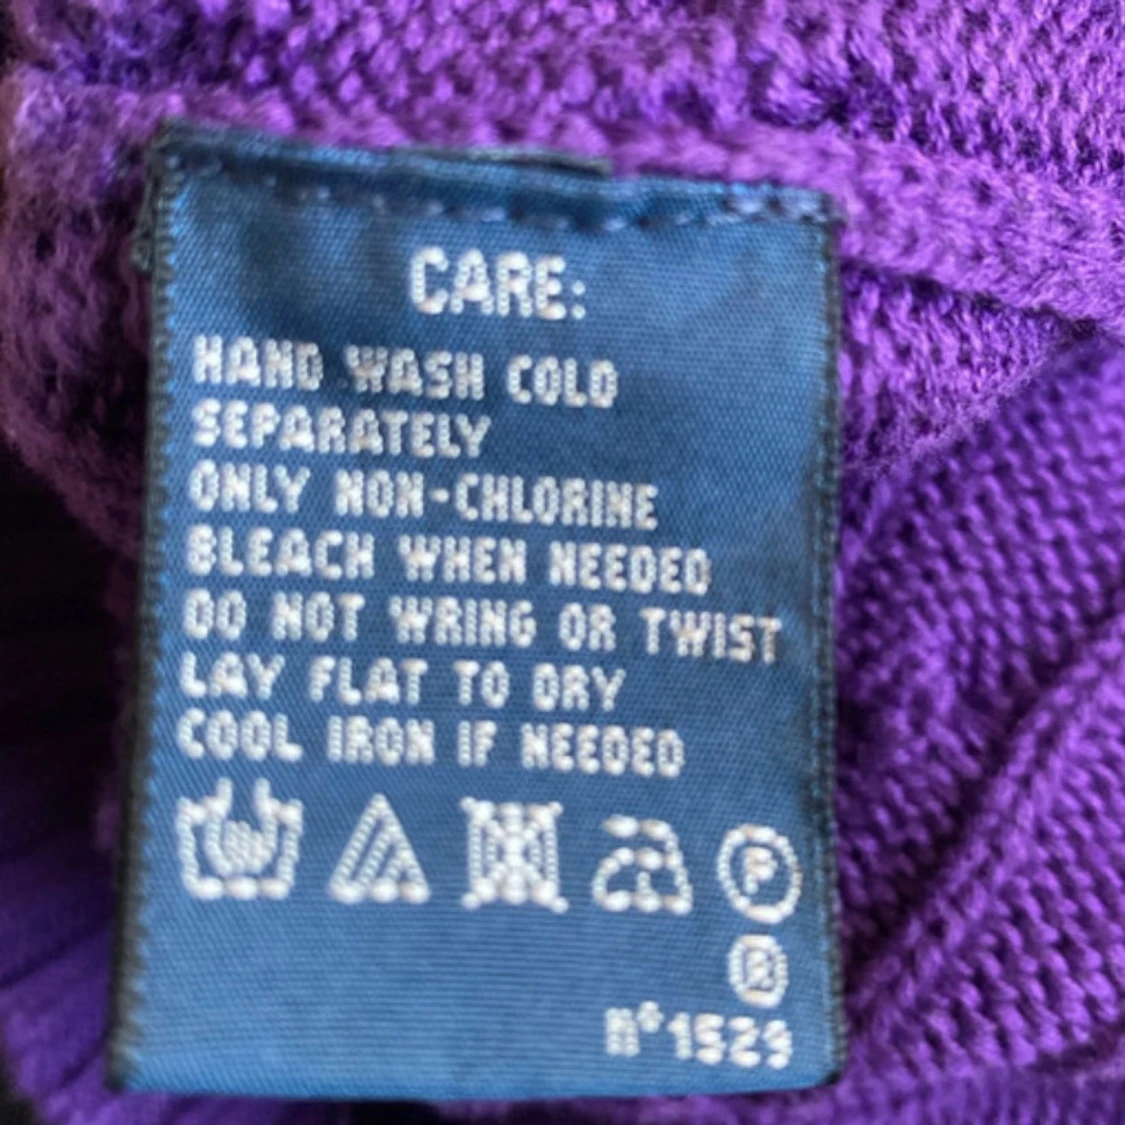 CARE:
HAND WASH COLD
SEPARATELY
ONLY NON-CHLORINE
BLEACH WHEN NEEDED
DO NOT WRING OR TWIST
LAY FLAT TO DRY
COOL IRON IF NEEDED
P
R
n°1529